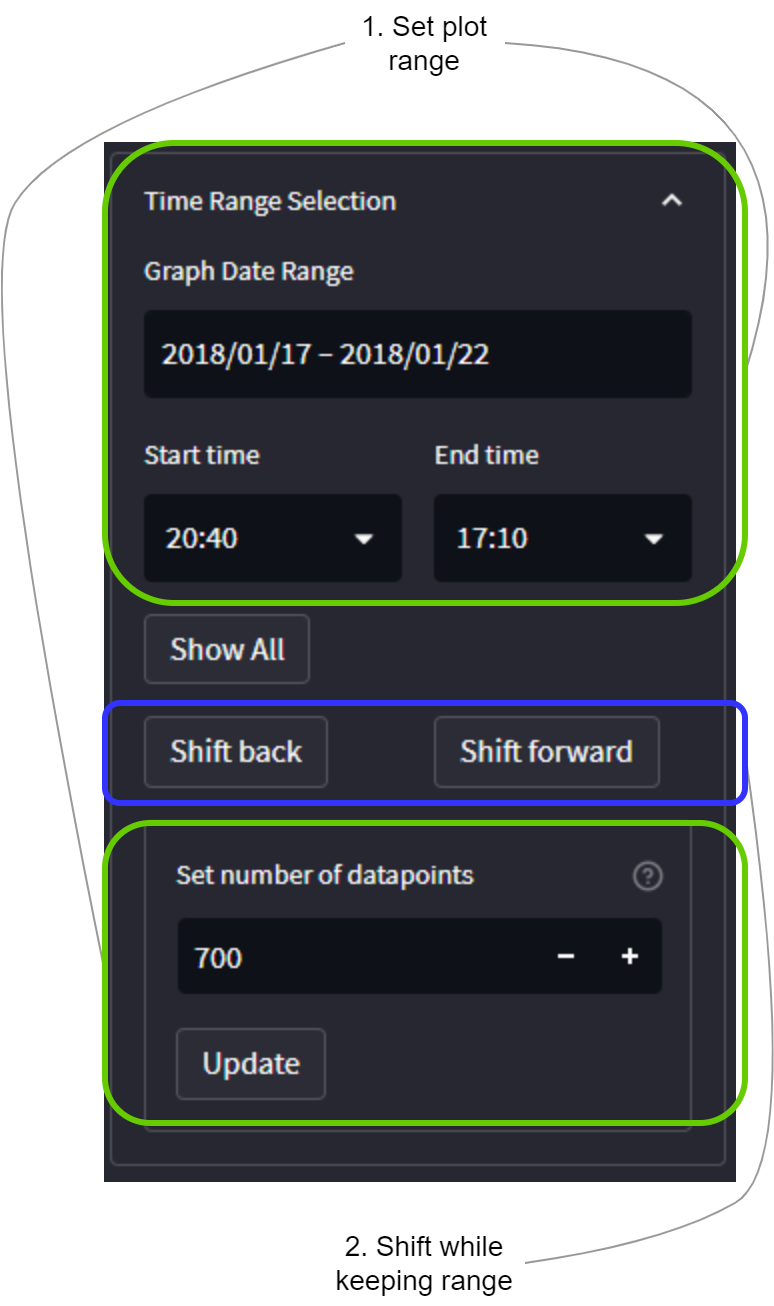 1. Set plot
range
Time Range Selection
Graph Date Range
2018/01/17 – 2018/01/22
Start time
End time
20:40
17:10
Show All
Shift back
Shift forward
Set number of datapoints
?
700
− +
Update
2. Shift while
keeping range